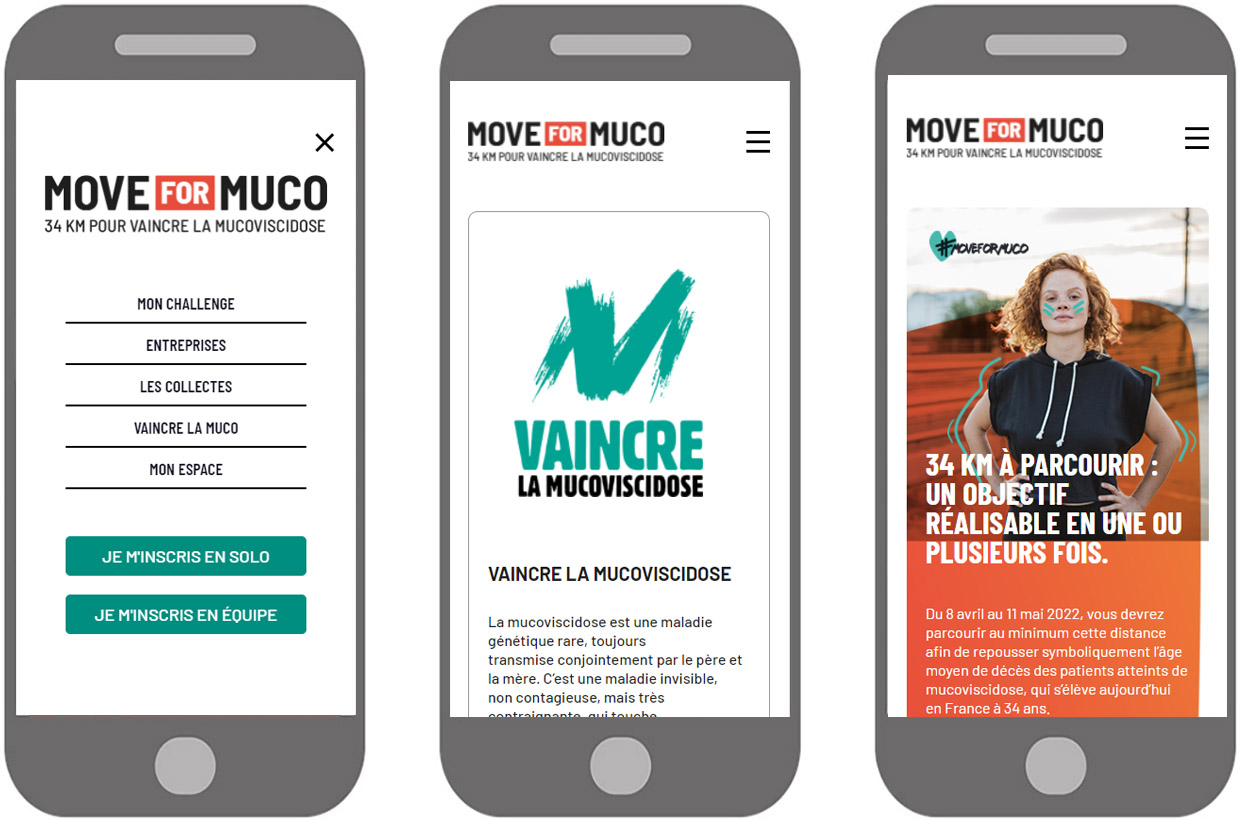 MOVE FOR MUCO
34 KM POUR VAINCRE LA MUCOVISCIDOSE
MON CHALLENGE
ENTREPRISES
LES COLLECTES
VAINCRE LA MUCO
MON ESPACE
JE M'INSCRIS EN SOLO
JE M'INSCRIS EN ÉQUIPE
MOVE FOR MUCO
34 KM POUR VAINCRE LA MUCOVISCIDOSE
VAINCRE
LA MUCOVISCIDOSE
VAINCRE LA MUCOVISCIDOSE
La mucoviscidose est une maladie
génétique rare, toujours
transmise conjointement par le père et
la mère. C’est une maladie invisible,
non contagieuse, mais très
contraignante, qui touche
MOVE FOR MUCO
34 KM POUR VAINCRE LA MUCOVISCIDOSE
#MOVEFORMUCO
34 KM À PARCOURIR :
UN OBJECTIF
RÉALISABLE EN UNE OU
PLUSIEURS FOIS.
Du 8 avril au 11 mai 2022, vous devrez
parcourir au minimum cette distance
afin de repousser symboliquement l’âge
moyen de décès des patients atteints de
mucoviscidose, qui s’élève aujourd’hui
en France à 34 ans.